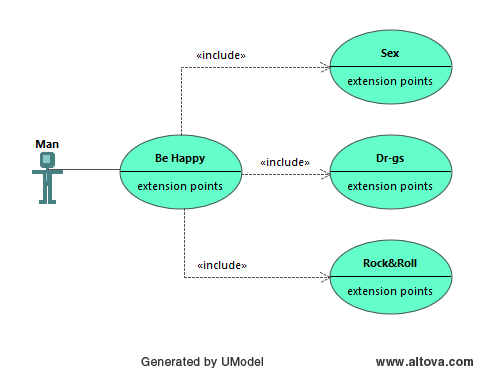 Man
Be Happy
extension points
«include»
Sex
extension points
«include»
Dr-gs
extension points
«include»
Rock&Roll
extension points
Generated by UModel
www.altova.com